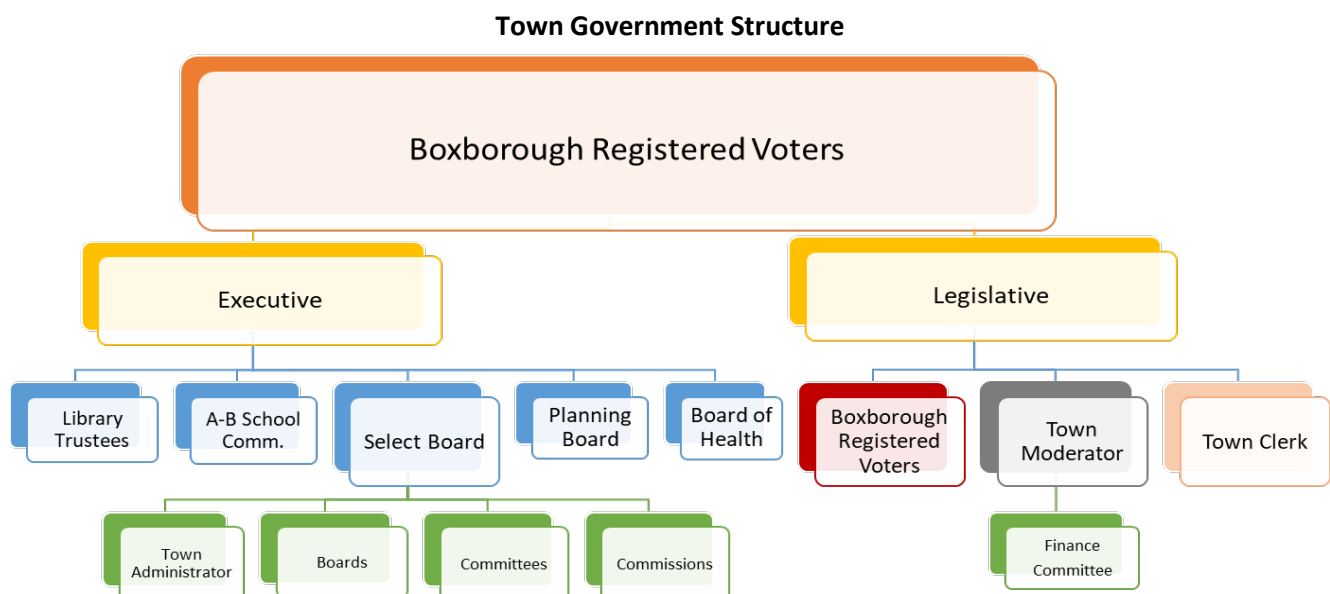 Town Government Structure
Boxborough Registered Voters
Executive
Legislative
Library
Trustees
A-B School
Comm.
Select Board
Planning
Board
Board of
Health
Boxborough
Registered
Voters
Town
Moderator
Town Clerk
Town
Administrator
Boards
Committees
Commissions
Finance
Committee